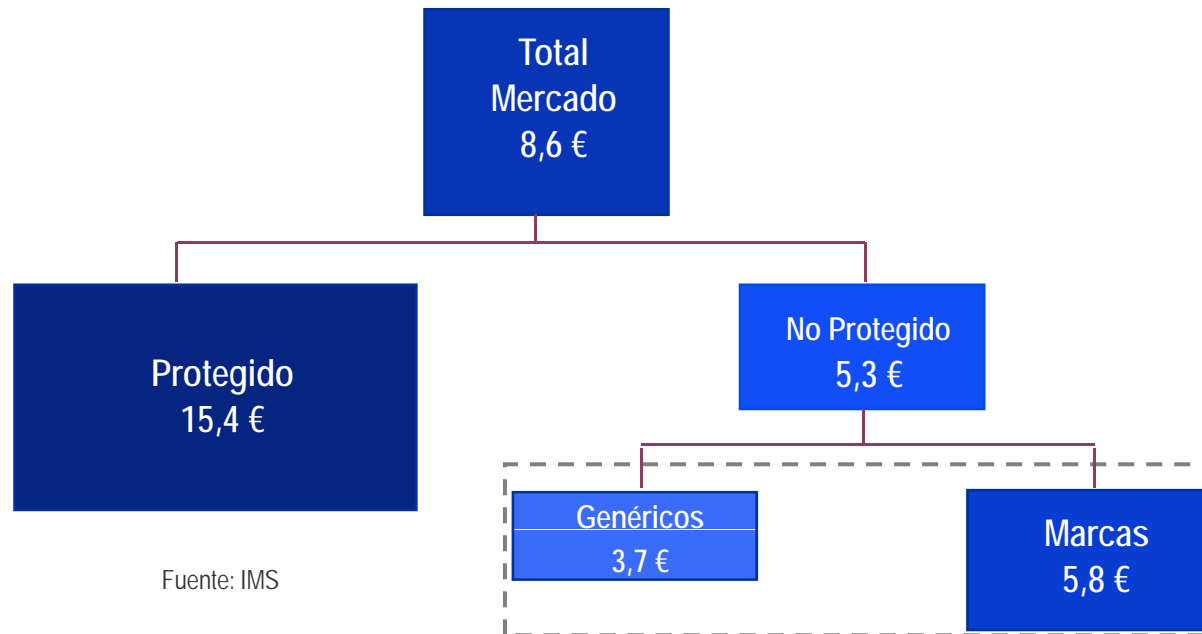 Total
Mercado
8,6 €
Protegido
15,4 €
No Protegido
5,3 €
Genéricos
3,7 €
Marcas
5,8 €
Fuente: IMS